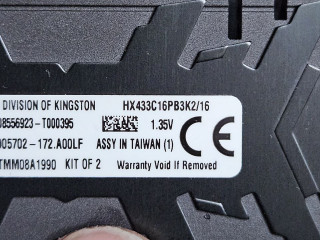 DIVISION OF KINGSTON HX433C16PB3K2/16
08556923-T000395 1.35V
005702-172.A00LF ASSY IN TAIWAN (1)
TMM08A1990 KIT OF 2 Warranty Void If Removed
CE